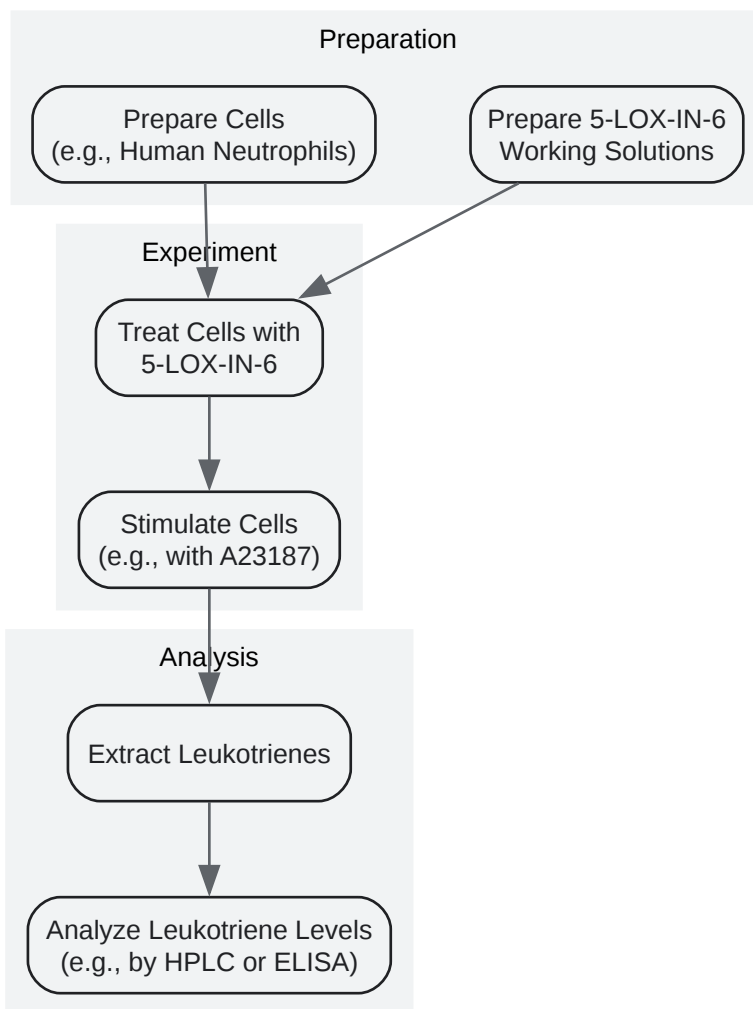 Preparation
Prepare Cells
(e.g., Human Neutrophils)
Prepare 5-LOX-IN-6
Working Solutions
Experiment
Treat Cells with
5-LOX-IN-6
Stimulate Cells
(e.g., with A23187)
Analysis
Extract Leukotrienes
Analyze Leukotriene Levels
(e.g., by HPLC or ELISA)